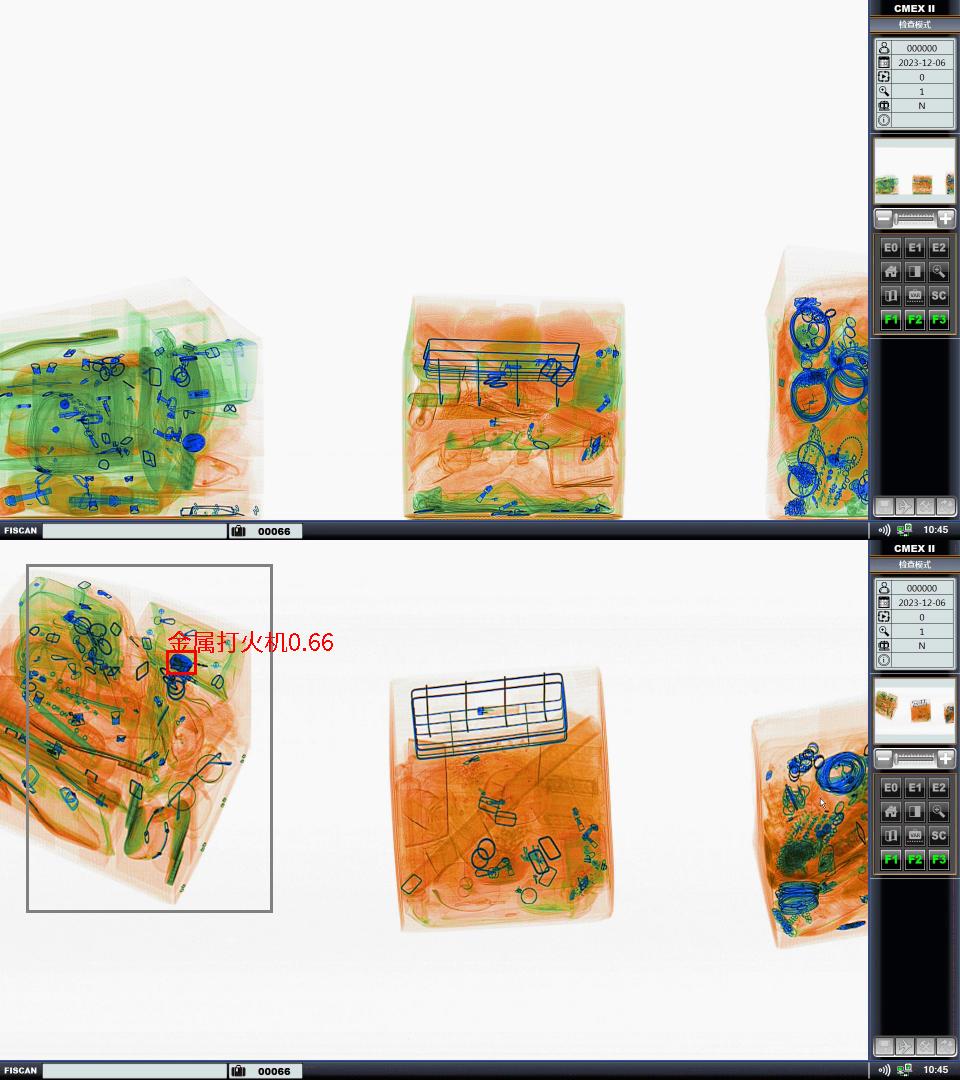 CMEX II
检查模式
000000
2023-12-06
0
1
N
E0 E1 E2
SC
F1 F2 F3
FISCAN
00066
10:45
金属打火机0.66
CMEX II
检查模式
000000
2023-12-06
0
1
N
E0 E1 E2
SC
F1 F2 F3
FISCAN
00066
10:45